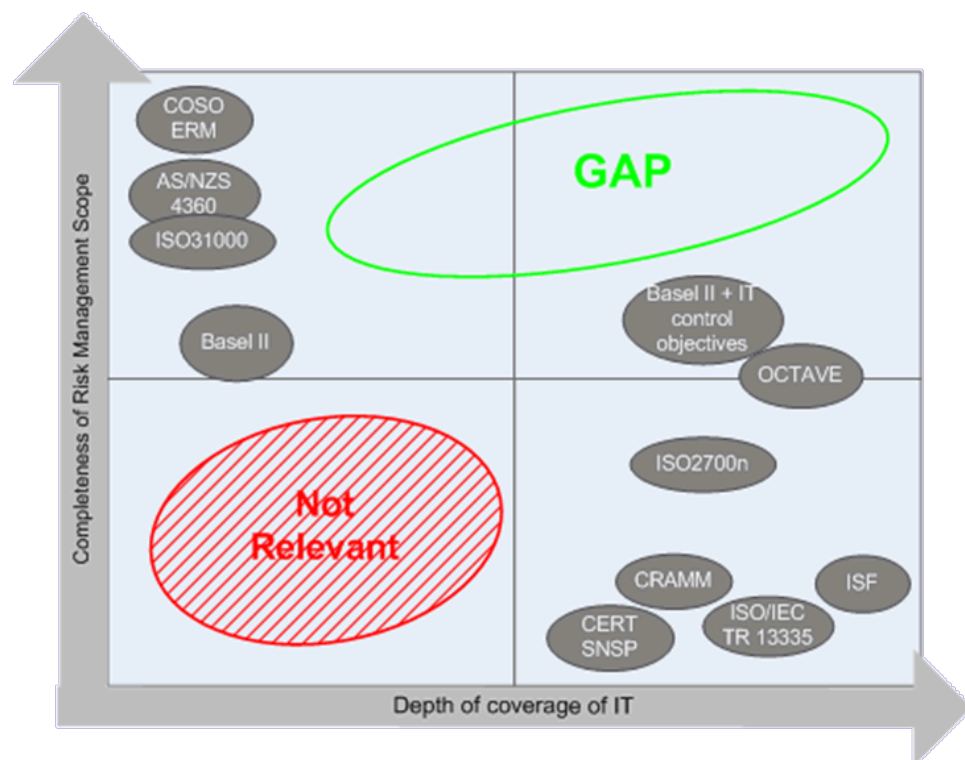 Completeness of Risk Management Scope
COSO
ERM
AS/NZS
4360
ISO31000
Basel II
GAP
Basel II + IT
control
objectives
OCTAVE
Not
Relevant
ISO2700n
CRAMM
ISF
CERT
SNSP
ISO/IEC
TR 13335
Depth of coverage of IT